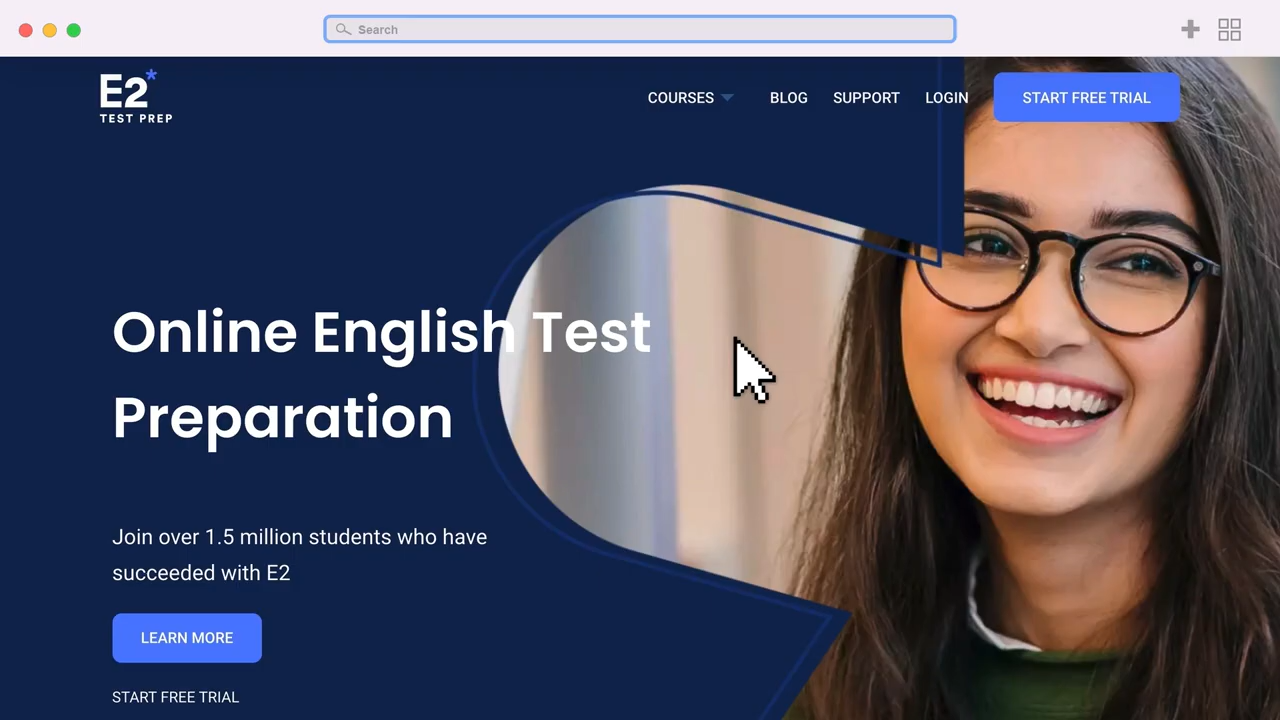 Search
E2*
TEST PREP
COURSES
BLOG
SUPPORT
LOGIN
START FREE TRIAL
Online English Test
Preparation
Join over 1.5 million students who have
succeeded with E2
LEARN MORE
START FREE TRIAL